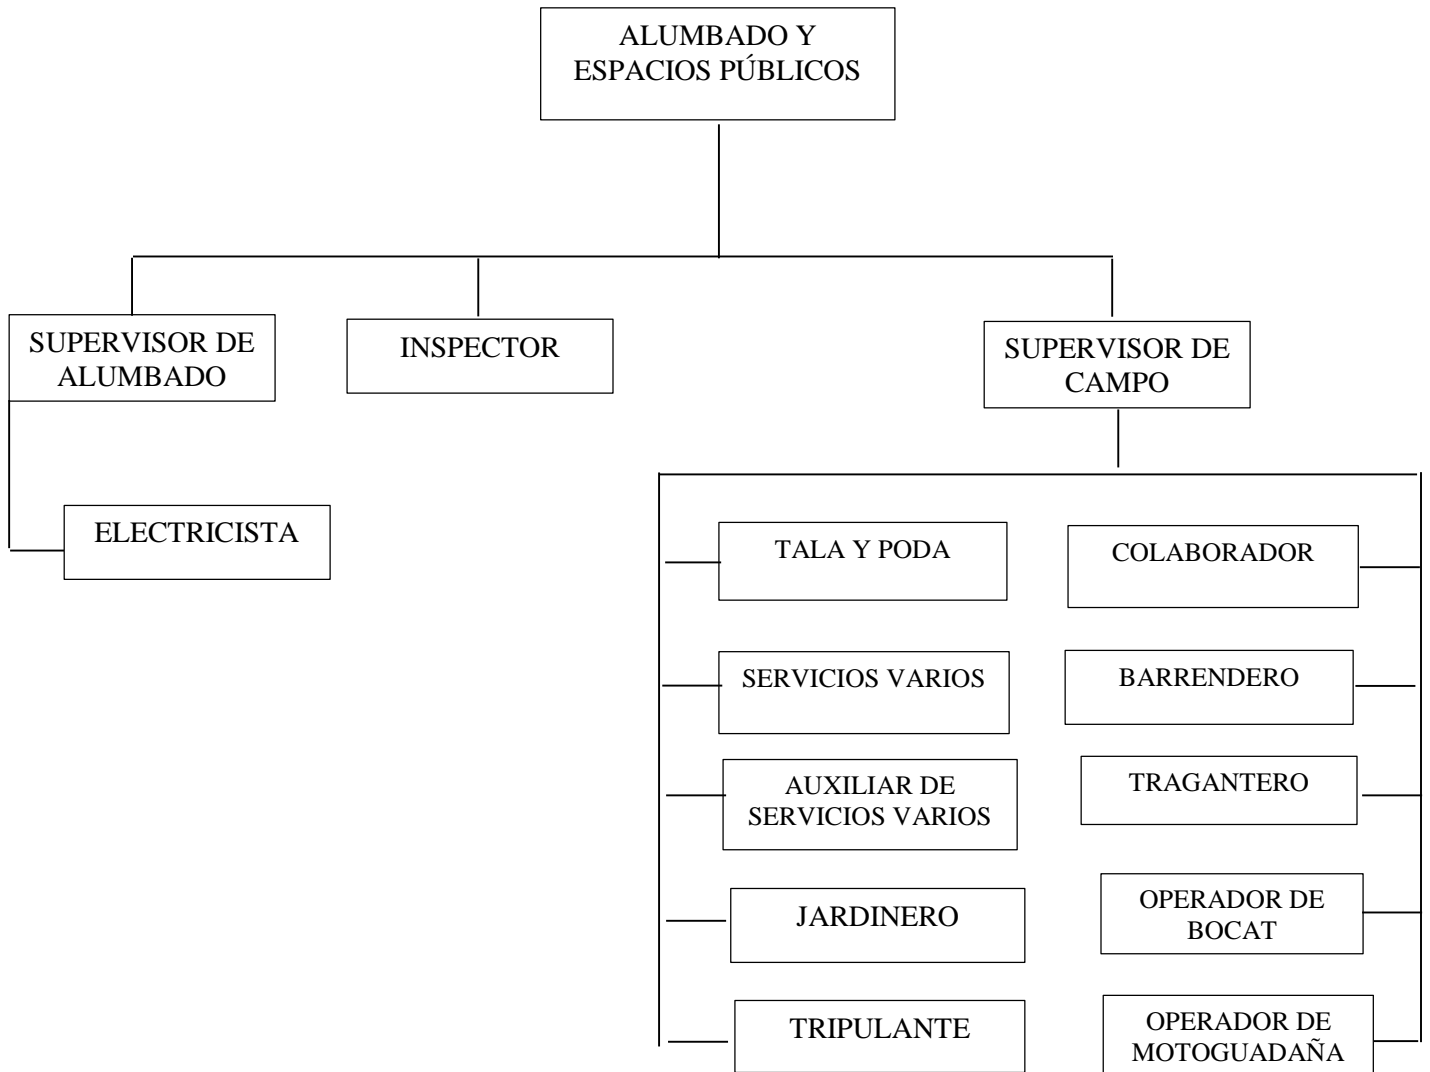 ALUMBADO Y
ESPACIOS PÚBLICOS
SUPERVISOR DE
ALUMBADO
INSPECTOR
SUPERVISOR DE
CAMPO
ELECTRICISTA
TALA Y PODA
COLABORADOR
SERVICIOS VARIOS
BARRENDERO
AUXILIAR DE
SERVICIOS VARIOS
TRAGANTERO
JARDINERO
OPERADOR DE
BOCAT
TRIPULANTE
OPERADOR DE
MOTOGUADAÑA